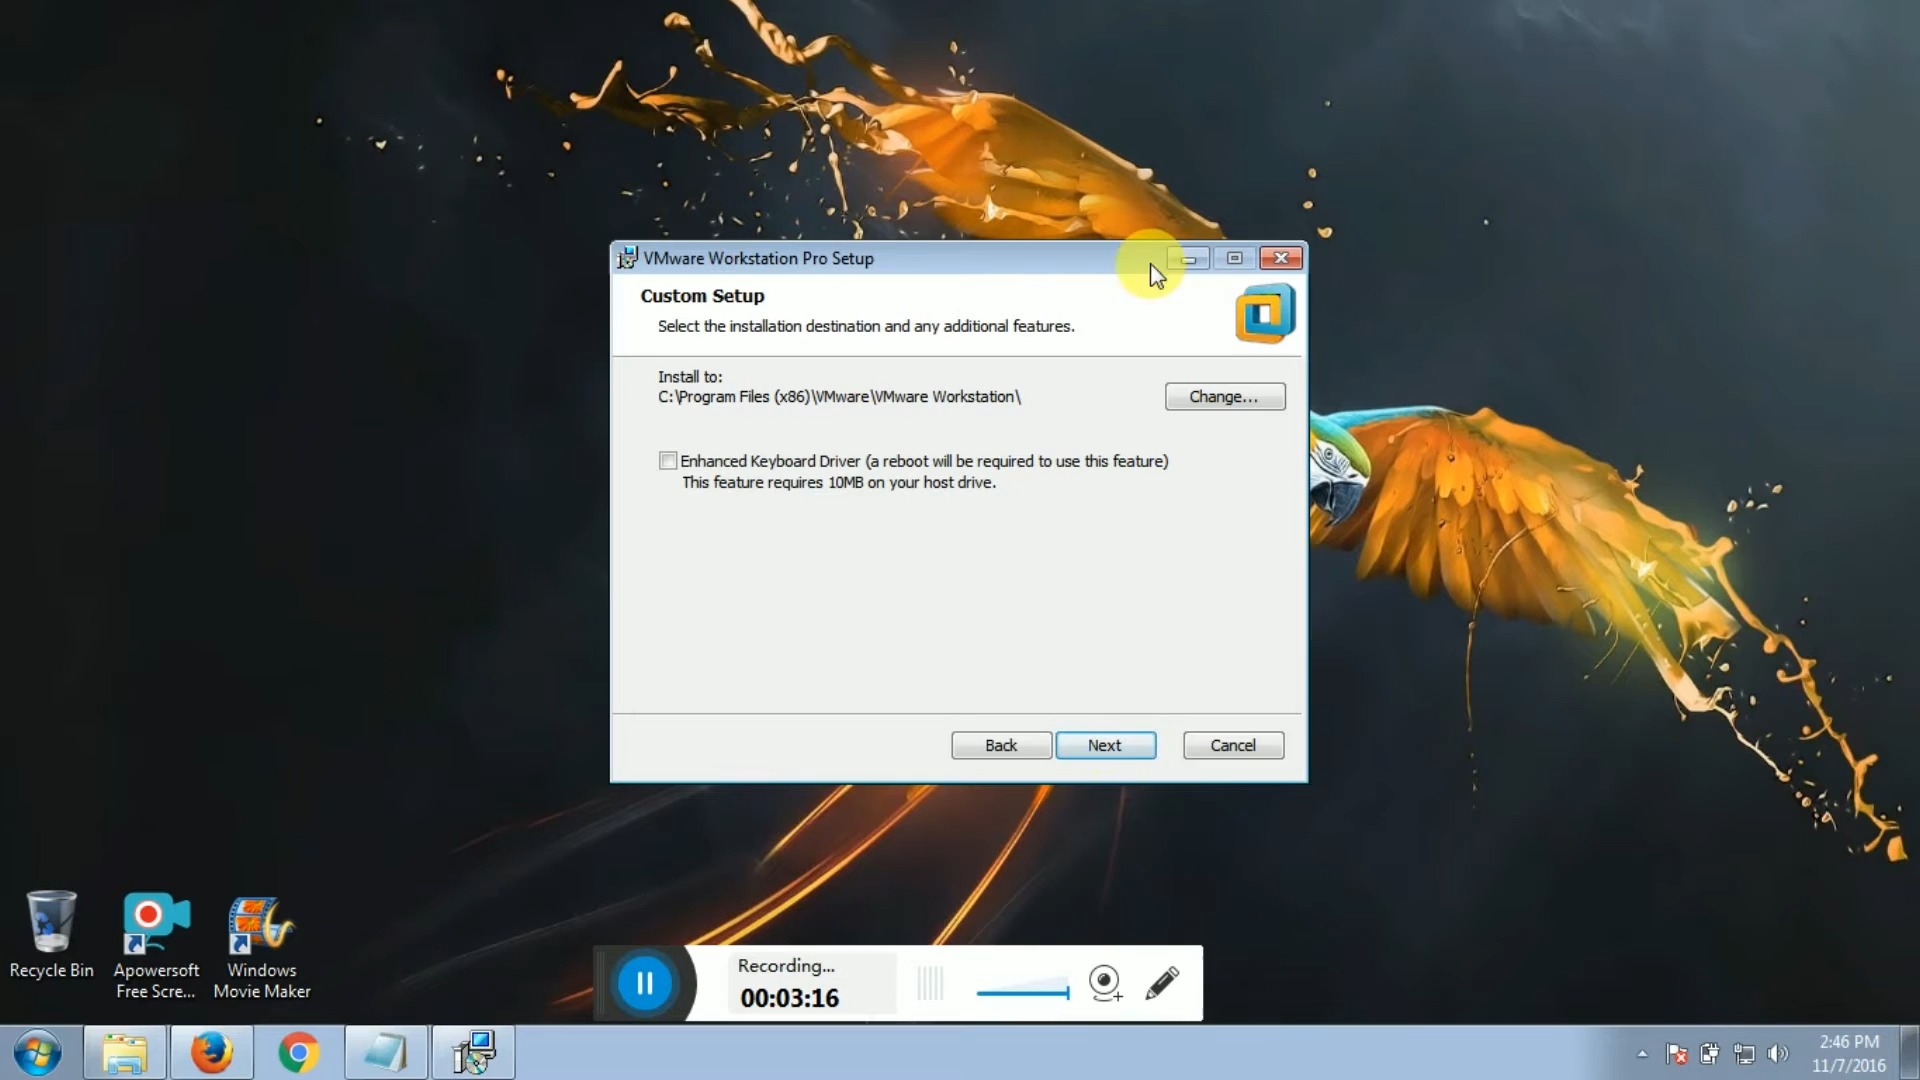 VMware Workstation Pro Setup
Custom Setup
Select the installation destination and any additional features.
Install to:
C:\Program Files (x86)\VMware\VMware Workstation\
Change...
Enhanced Keyboard Driver (a reboot will be required to use this feature)
This feature requires 10MB on your host drive.
Back
Next
Cancel
Recycle Bin
Apowersoft
Free Scre...
Windows
Movie Maker
Recording...
00:03:16
2:46 PM
11/7/2016